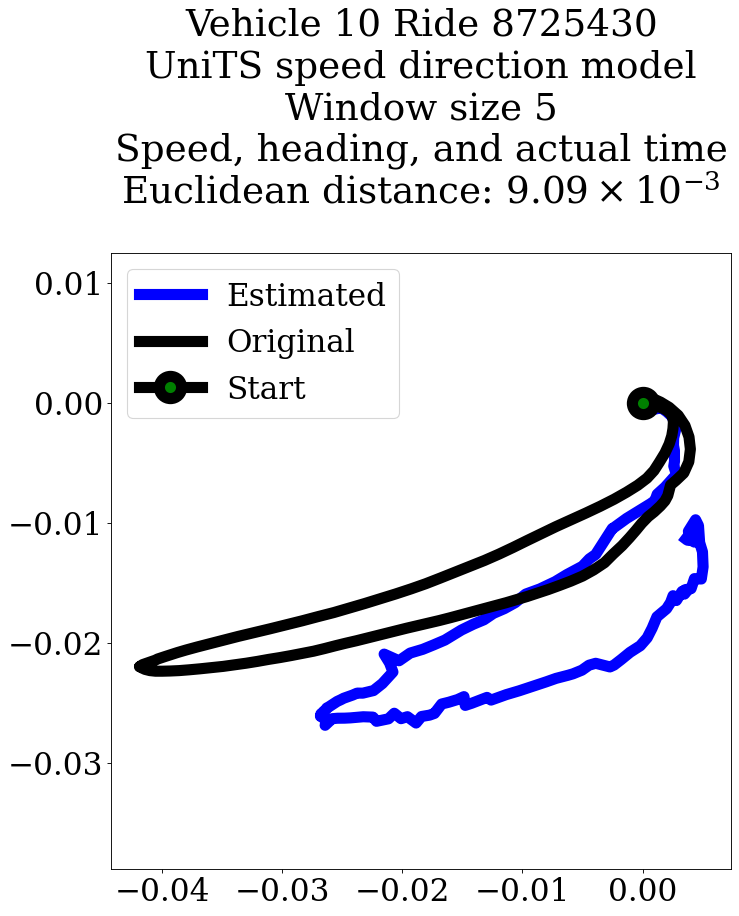 Vehicle 10 Ride 8725430
UniTS speed direction model
Window size 5
Speed, heading, and actual time
Euclidean distance: 9.09 × 10⁻³
Estimated
Original
Start
0.01
0.00
−0.01
−0.02
−0.03
−0.04 −0.03 −0.02 −0.01 0.00